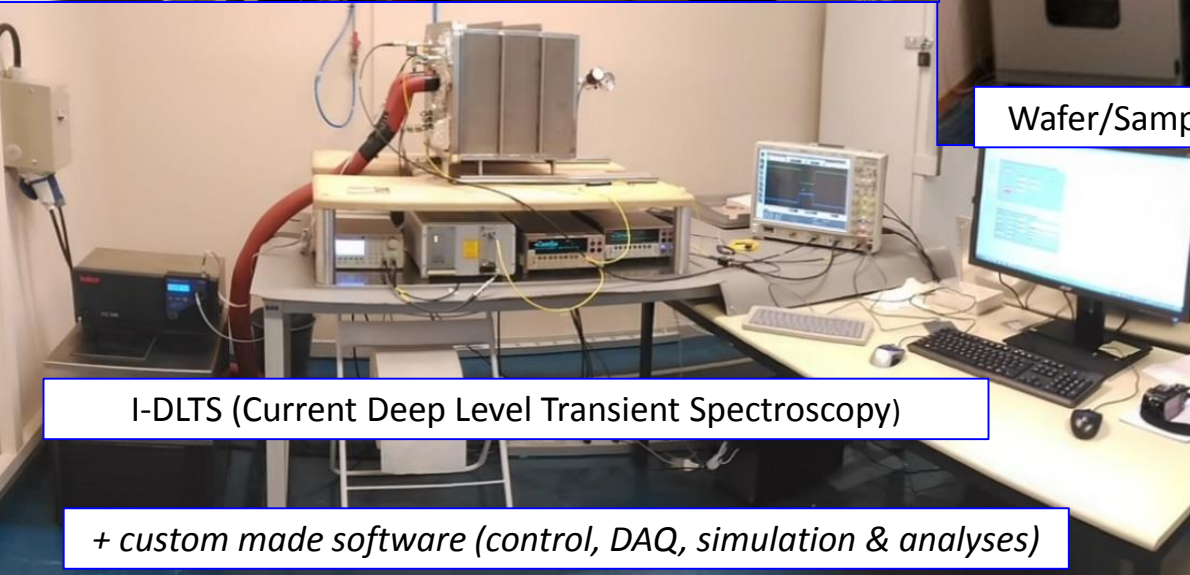 Wafer/Samp
I-DLTS (Current Deep Level Transient Spectroscopy)
+ custom made software (control, DAQ, simulation & analyses)